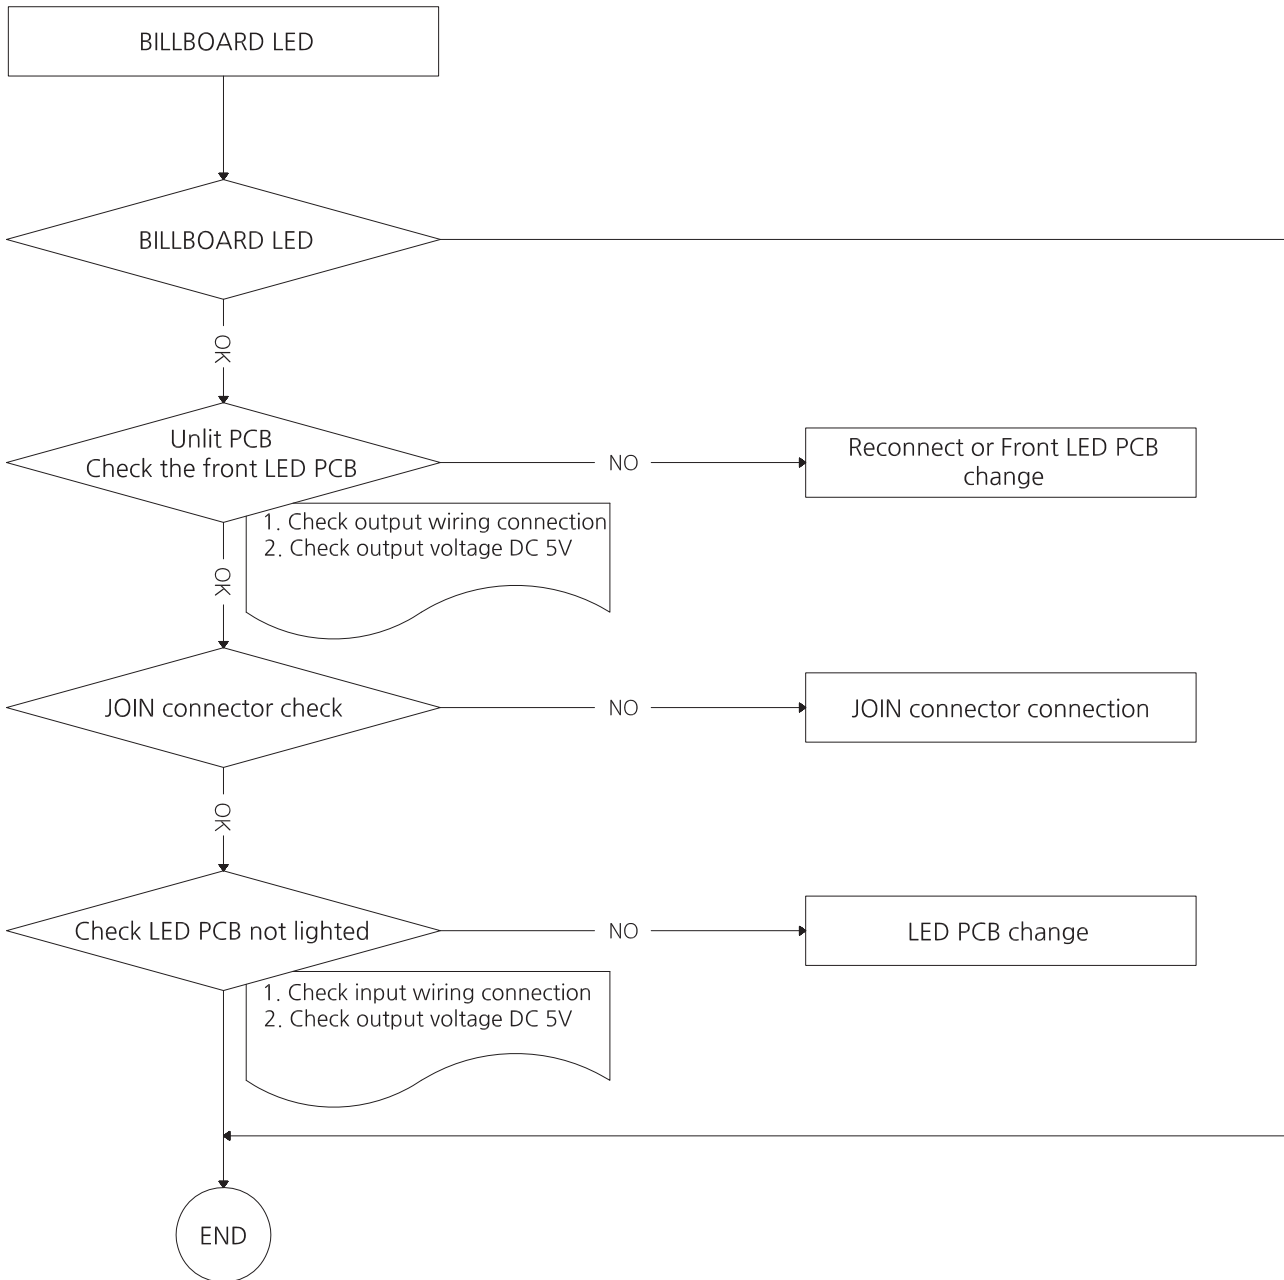 BILLBOARD LED
BILLBOARD LED
OK
Unlit PCB
Check the front LED PCB
NO
Reconnect or Front LED PCB
change
1. Check output wiring connection
2. Check output voltage DC 5V
OK
JOIN connector check
NO
JOIN connector connection
OK
Check LED PCB not lighted
NO
LED PCB change
1. Check input wiring connection
2. Check output voltage DC 5V
END